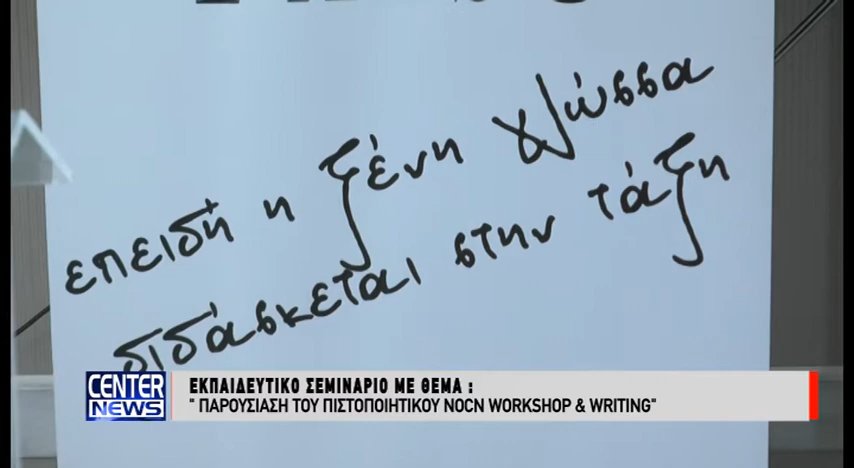 επειδή η ξένη γλώσσα
διδάσκεται στην τάξη
CENTER
NEWS
ΕΚΠΑΙΔΕΥΤΙΚΟ ΣΕΜΙΝΑΡΙΟ ΜΕ ΘΕΜΑ :
" ΠΑΡΟΥΣΙΑΣΗ ΤΟΥ ΠΙΣΤΟΠΟΙΗΤΙΚΟΥ NOCN WORKSHOP & WRITING"